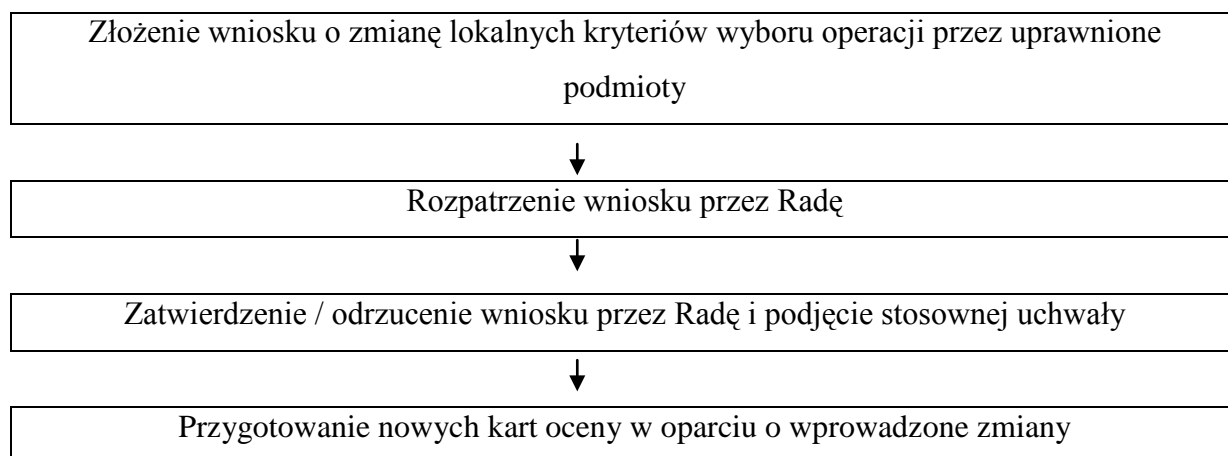 Złożenie wniosku o zmianę lokalnych kryteriów wyboru operacji przez uprawnione
podmioty
Rozpatrzenie wniosku przez Radę
Zatwierdzenie / odrzucenie wniosku przez Radę i podjęcie stosownej uchwały
Przygotowanie nowych kart oceny w oparciu o wprowadzone zmiany